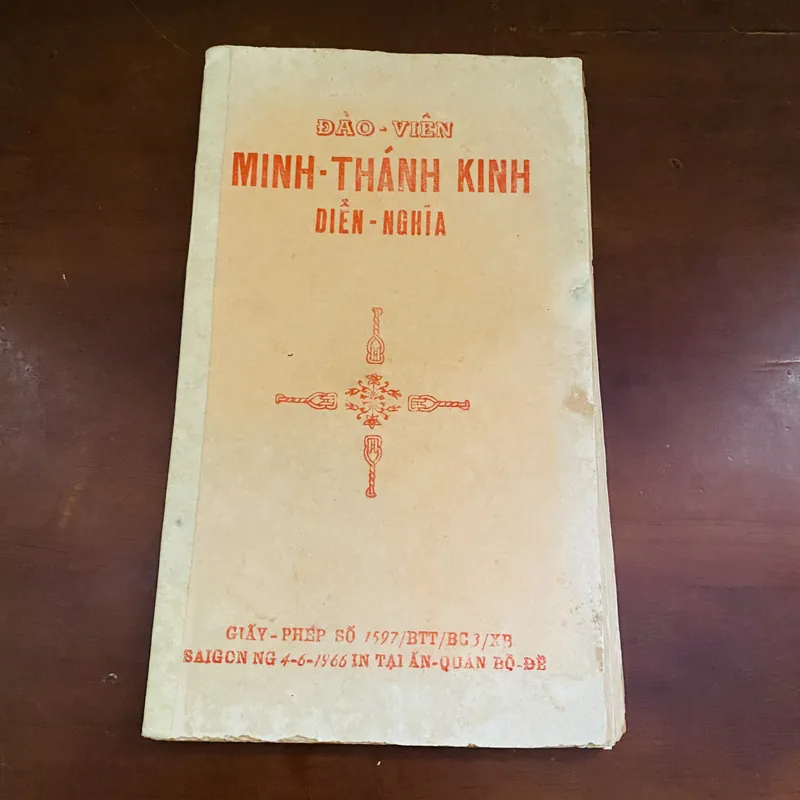 ĐÀO-VIÊN
MINH-THÁNH KINH
DIỄN-NGHĨA
GIẤY-PHÉP SỐ 1597/BTT/BC3/XB
SAIGON NG 4-6-1966 IN TẠI ẤN-QUÁN BỒ-ĐỀ